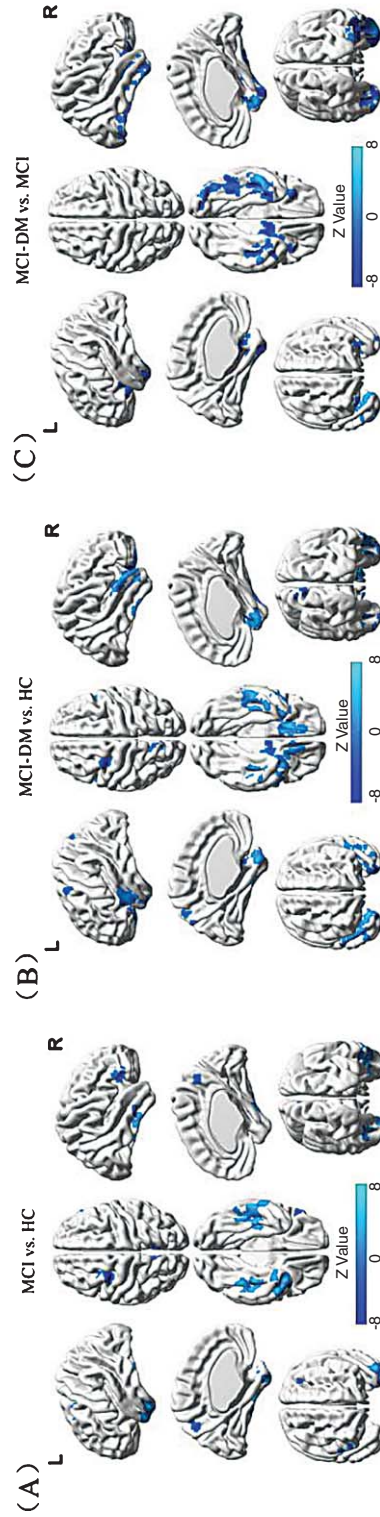 (A)
MCI vs. HC
L
R
-8 0 8
Z Value
(B)
MCI-DM vs. HC
L
R
-8 0 8
Z Value
(C)
MCI-DM vs. MCI
L
R
-8 0 8
Z Value